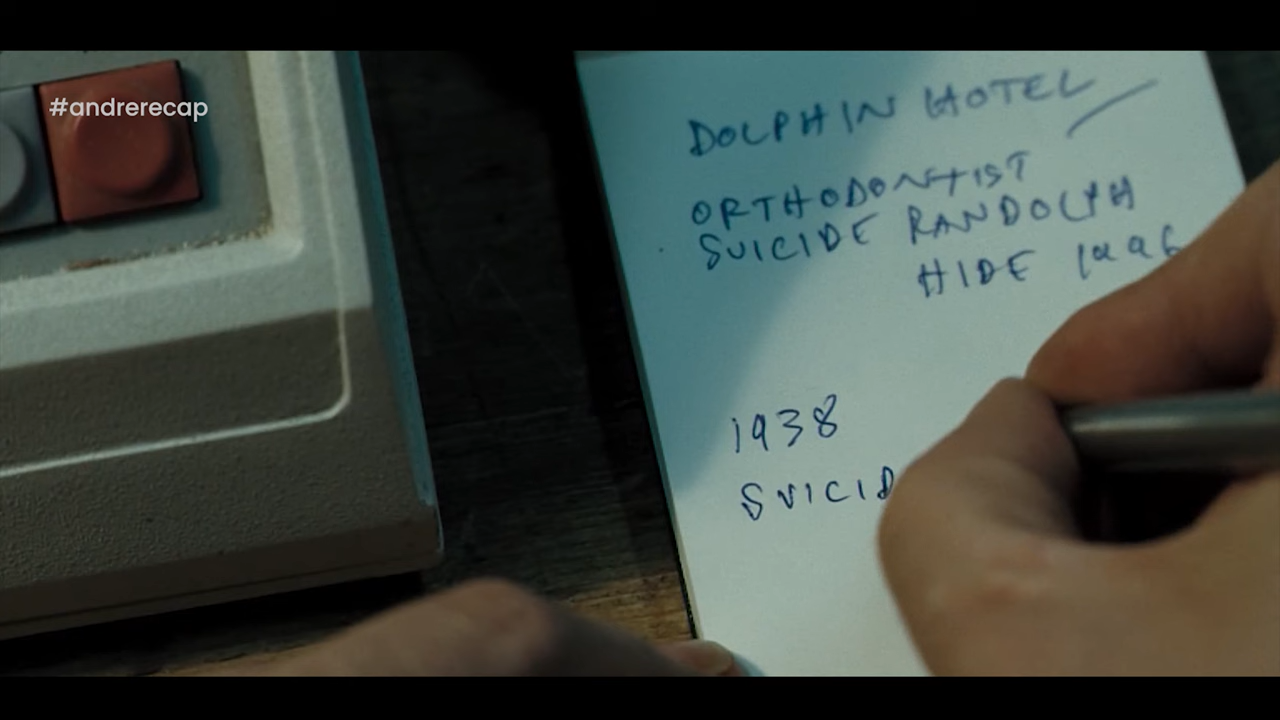 #andrerecap
DOLPHIN HOTEL
ORTHODONTIST
SUICIDE RANDOLPH
HIDE
1938
SUICID